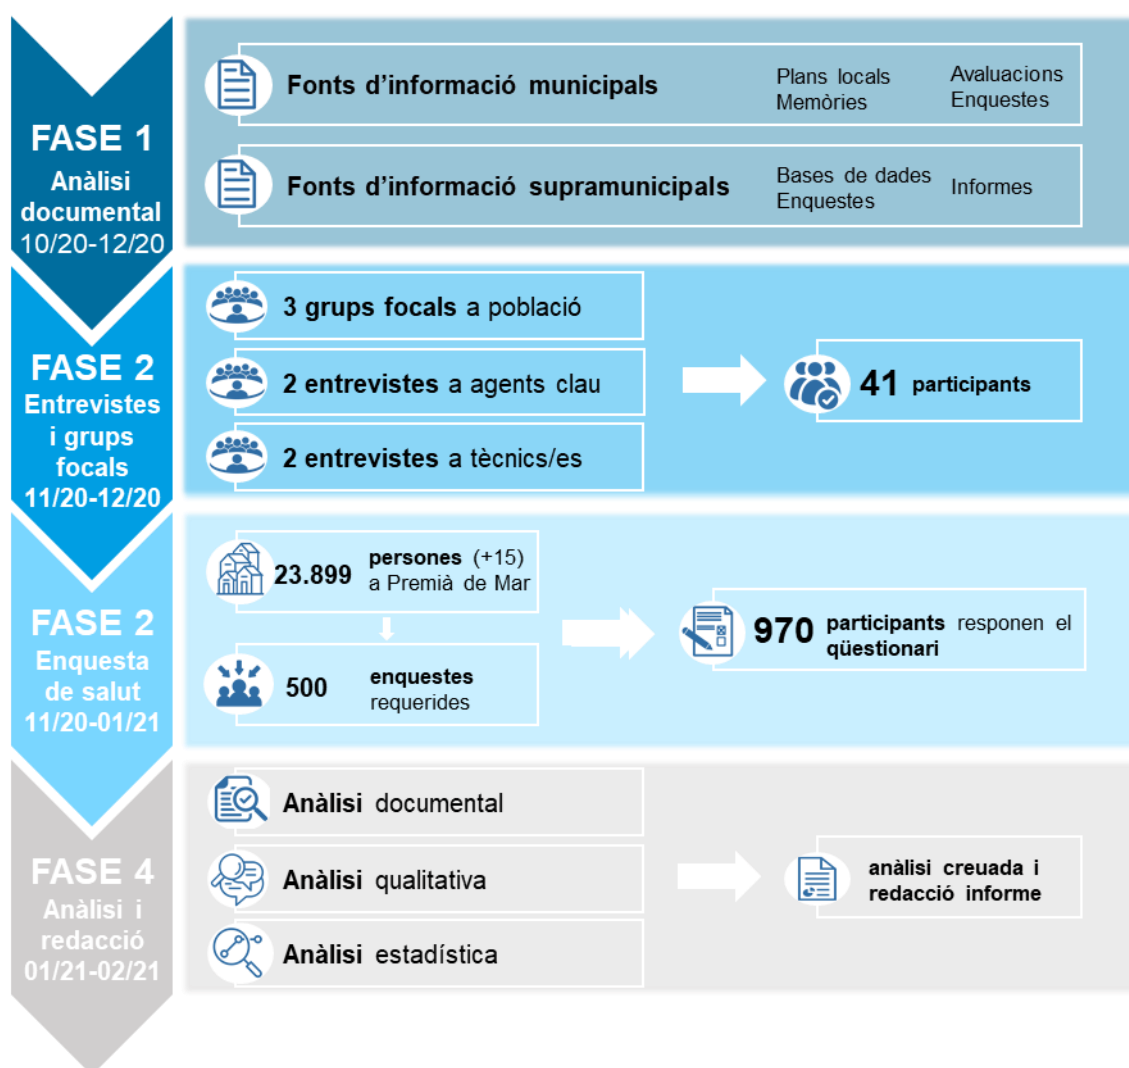 FASE 1
Anàlisi
documental
10/20-12/20
Fonts d’informació municipals
Plans locals
Memòries
Avaluacions
Enquestes
Fonts d’informació supramunicipals
Bases de dades
Enquestes
Informes
FASE 2
Entrevistes
i grups
focals
11/20-12/20
3 grups focals a població
2 entrevistes a agents clau
2 entrevistes a tècnics/es
41 participants
FASE 2
Enquesta
de salut
11/20-01/21
23.899 persones (+15)
a Premià de Mar
500 enquestes
requerides
970 participants responen el
qüestionari
FASE 4
Anàlisi i
redacció
01/21-02/21
Anàlisi documental
Anàlisi qualitativa
Anàlisi estadística
anàlisi creuada i
redacció informe